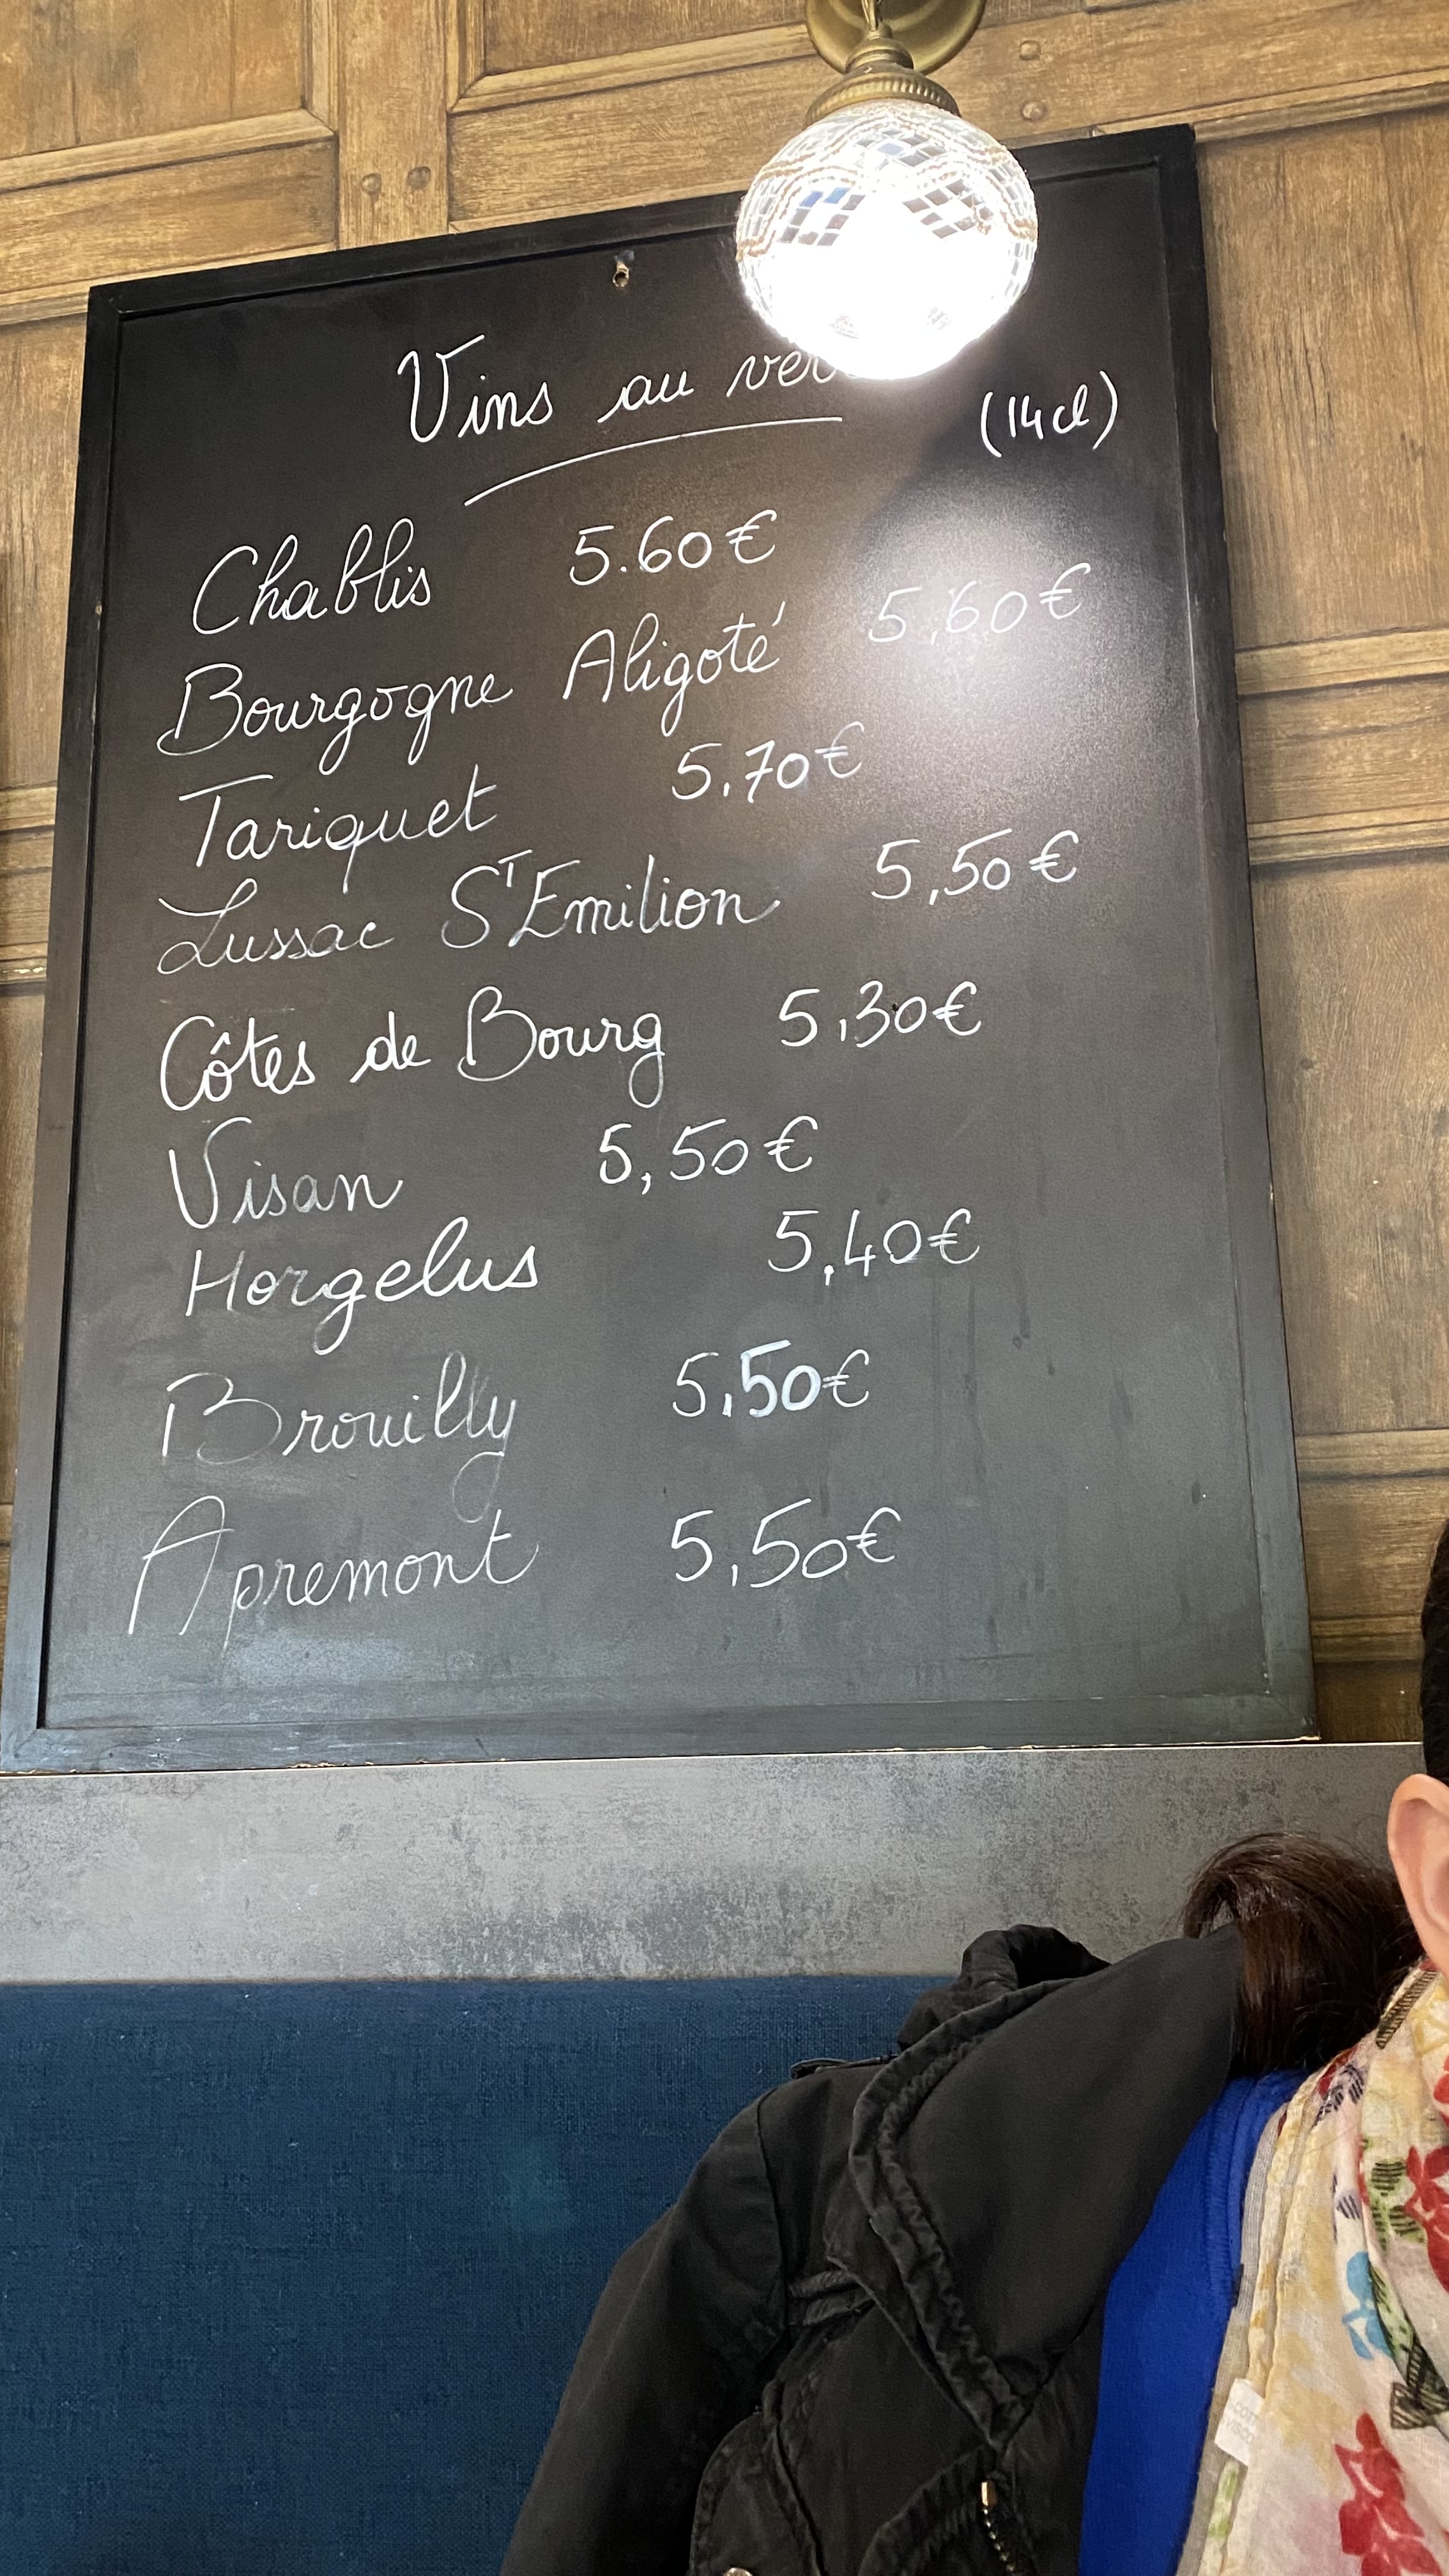 Vins au
(14cl)
Chablis 5.60€
Bourgogne Aligoté 5,60€
Tariquet 5,70€
Lussac ST Emilion 5,50€
Côtes de Bourg 5,30€
Visan 5,50€
Horgelus 5,40€
Brouilly 5,50€
Apremont 5,50€